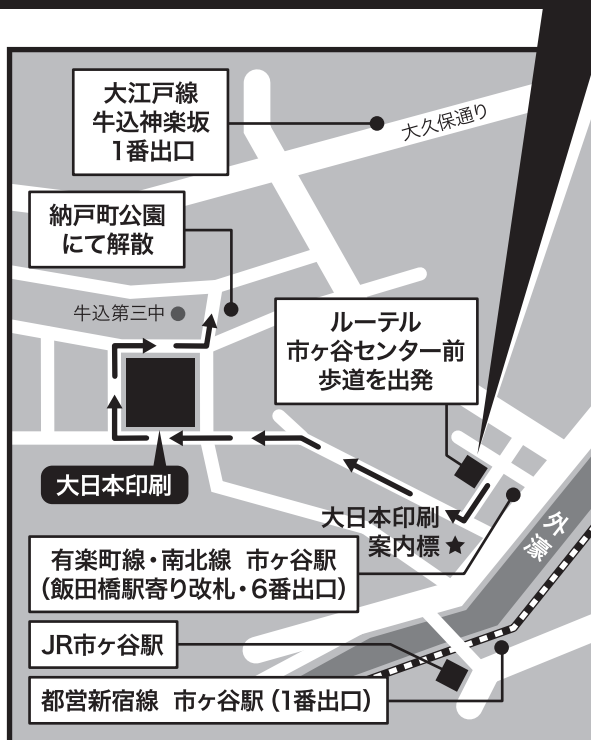 大江戸線
牛込神楽坂
1番出口
大久保通り
納戸町公園
にて解散
牛込第三中
ルーテル
市ヶ谷センター前
歩道を出発
大日本印刷
大日本印刷
案内標★
外濠
有楽町線・南北線 市ヶ谷駅
（飯田橋駅寄り改札・6番出口）
JR市ヶ谷駅
都営新宿線 市ヶ谷駅（1番出口）